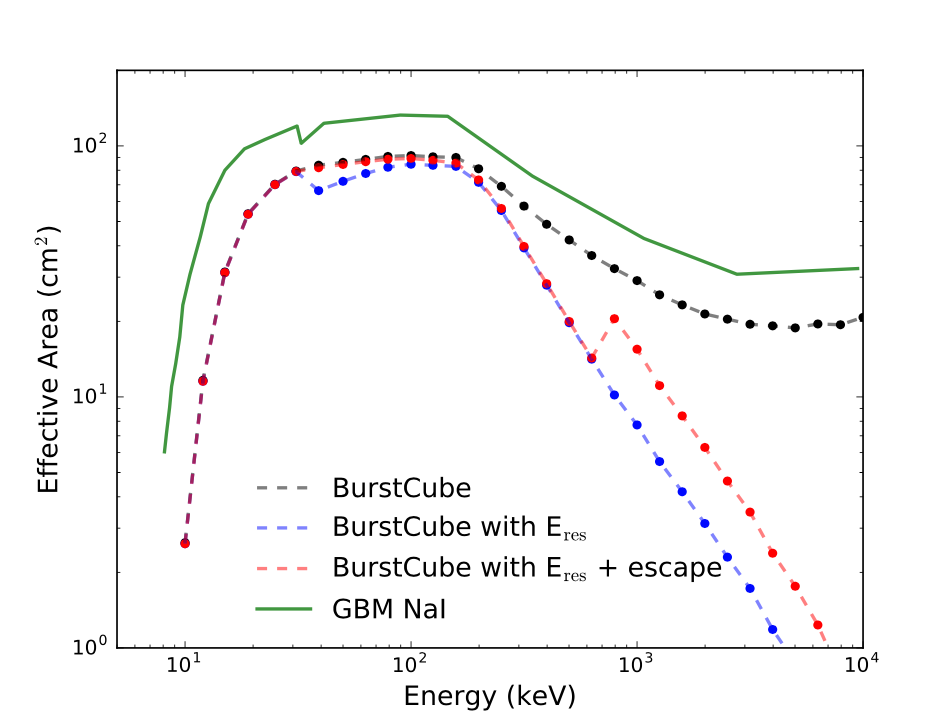 Effective Area (cm²)
10²
10¹
10⁰
BurstCube
BurstCube with E_res
BurstCube with E_res + escape
GBM NaI
10¹ 10² 10³ 10⁴
Energy (keV)